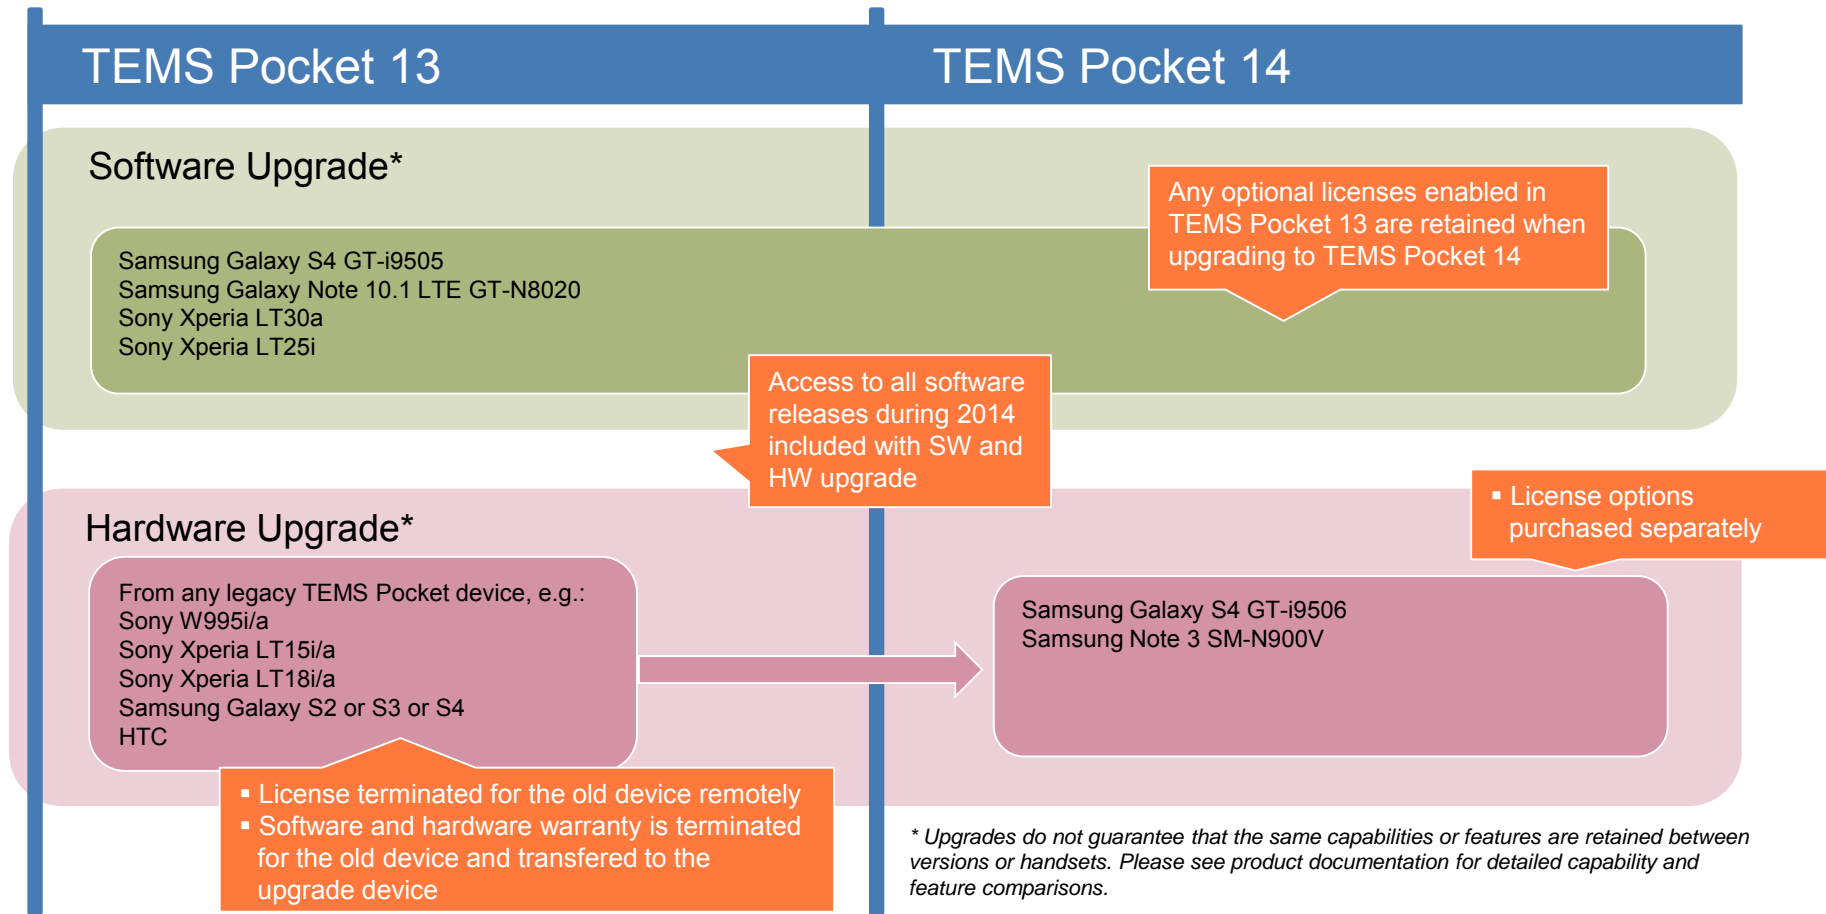 TEMS Pocket 13
TEMS Pocket 14
Software Upgrade*
Any optional licenses enabled in
TEMS Pocket 13 are retained when
upgrading to TEMS Pocket 14
Samsung Galaxy S4 GT-i9505
Samsung Galaxy Note 10.1 LTE GT-N8020
Sony Xperia LT30a
Sony Xperia LT25i
Access to all software
releases during 2014
included with SW and
HW upgrade
Hardware Upgrade*
▪ License options
purchased separately
From any legacy TEMS Pocket device, e.g.:
Sony W995i/a
Sony Xperia LT15i/a
Sony Xperia LT18i/a
Samsung Galaxy S2 or S3 or S4
HTC
Samsung Galaxy S4 GT-i9506
Samsung Note 3 SM-N900V
▪ License terminated for the old device remotely
▪ Software and hardware warranty is terminated
for the old device and transfered to the
upgrade device
* Upgrades do not guarantee that the same capabilities or features are retained between
versions or handsets. Please see product documentation for detailed capability and
feature comparisons.